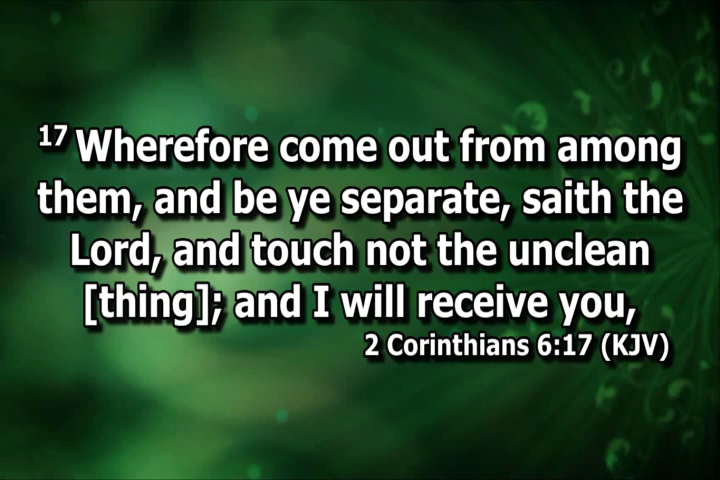 17 Wherefore come out from among
them, and be ye separate, saith the
Lord, and touch not the unclean
[thing]; and I will receive you,
2 Corinthians 6:17 (KJV)